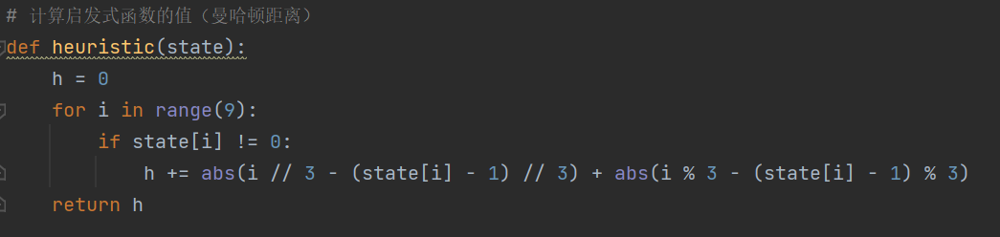 # 计算启发式函数的值（曼哈顿距离）
def heuristic(state):
    h = 0
    for i in range(9):
        if state[i] != 0:
            h += abs(i // 3 - (state[i] - 1) // 3) + abs(i % 3 - (state[i] - 1) % 3)
    return h